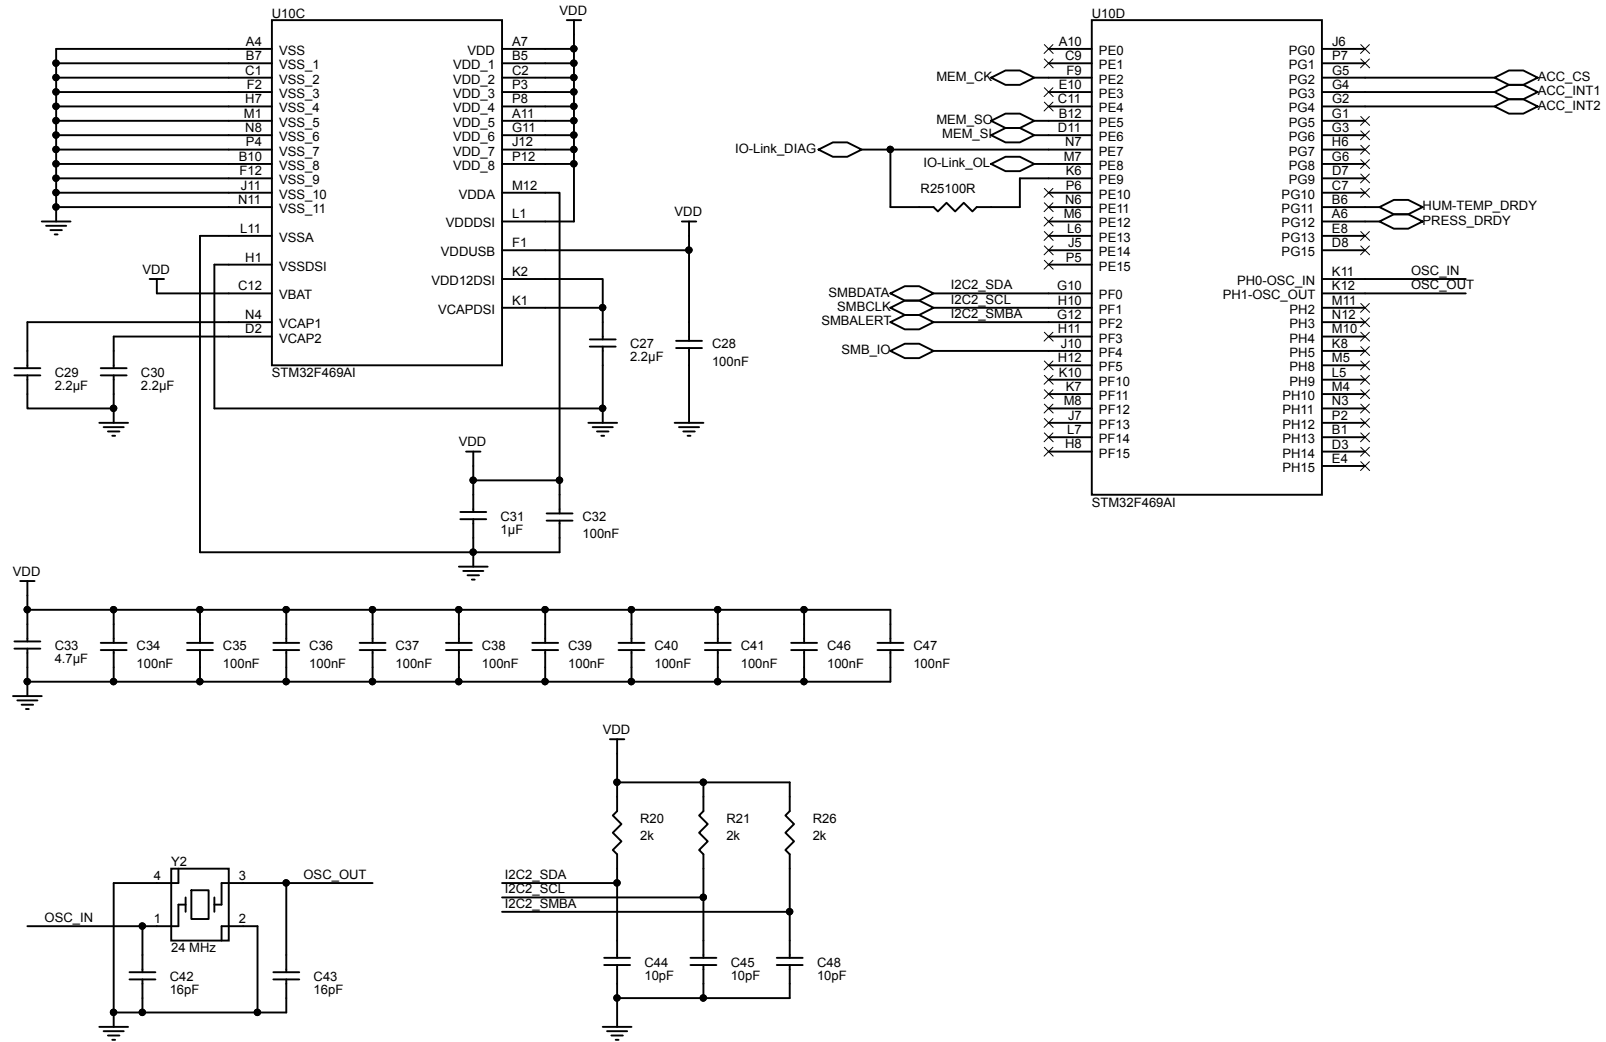 U10C
VDD
A4 VSS
B7 VSS_1
C1 VSS_2
F2 VSS_3
H7 VSS_4
M1 VSS_5
N8 VSS_6
P4 VSS_7
B10 VSS_8
F12 VSS_9
J11 VSS_10
N11 VSS_11
L11 VSSA
H1 VSSDSI
VDD
C12 VBAT
N4 VCAP1
D2 VCAP2
VDD A7
VDD_1 B5
VDD_2 C2
VDD_3 P3
VDD_4 P8
VDD_5 A11
VDD_6 G11
VDD_7 J12
VDD_8 P12
VDDA M12
VDDDSI L1
VDDUSB F1
VDD12DSI K2
VCAPDSI K1
STM32F469AI
VDD
C27
2.2µF
C28
100nF
C29
2.2µF
C30
2.2µF
VDD
C31
1µF
C32
100nF
U10D
A10 PE0
C9 PE1
MEM_CK F9 PE2
E10 PE3
C11 PE4
MEM_SO B12 PE5
MEM_SI D11 PE6
IO-Link_DIAG N7 PE7
IO-Link_OL M7 PE8
K6 PE9
R25100R
P6 PE10
N6 PE11
M6 PE12
L6 PE13
J5 PE14
P5 PE15
SMBDATA I2C2_SDA G10 PF0
SMBCLK I2C2_SCL H10 PF1
SMBALERT I2C2_SMBA G12 PF2
H11 PF3
SMB_IO J10 PF4
H12 PF5
K10 PF10
K7 PF11
M8 PF12
J7 PF13
L7 PF14
H8 PF15
PG0 J6
PG1 P7
PG2 G5 ACC_CS
PG3 G4 ACC_INT1
PG4 G2 ACC_INT2
PG5 G1
PG6 G3
PG7 H6
PG8 G6
PG9 D7
PG10 C7
PG11 B6 HUM-TEMP_DRDY
PG12 A6 PRESS_DRDY
PG13 E8
PG15 D8
PH0-OSC_IN K11 OSC_IN
PH1-OSC_OUT K12 OSC_OUT
PH2 M11
PH3 N12
PH4 M10
PH5 K8
PH8 M5
PH9 L5
PH10 M4
PH11 N3
PH12 P2
PH13 B1
PH14 D3
PH15 E4
STM32F469AI
VDD
C33
4.7µF
C34
100nF
C35
100nF
C36
100nF
C37
100nF
C38
100nF
C39
100nF
C40
100nF
C41
100nF
C46
100nF
C47
100nF
Y2
4 3 OSC_OUT
OSC_IN 1 2
24 MHz
C42
16pF
C43
16pF
VDD
R20
2k
R21
2k
R26
2k
I2C2_SDA
I2C2_SCL
I2C2_SMBA
C44
10pF
C45
10pF
C48
10pF